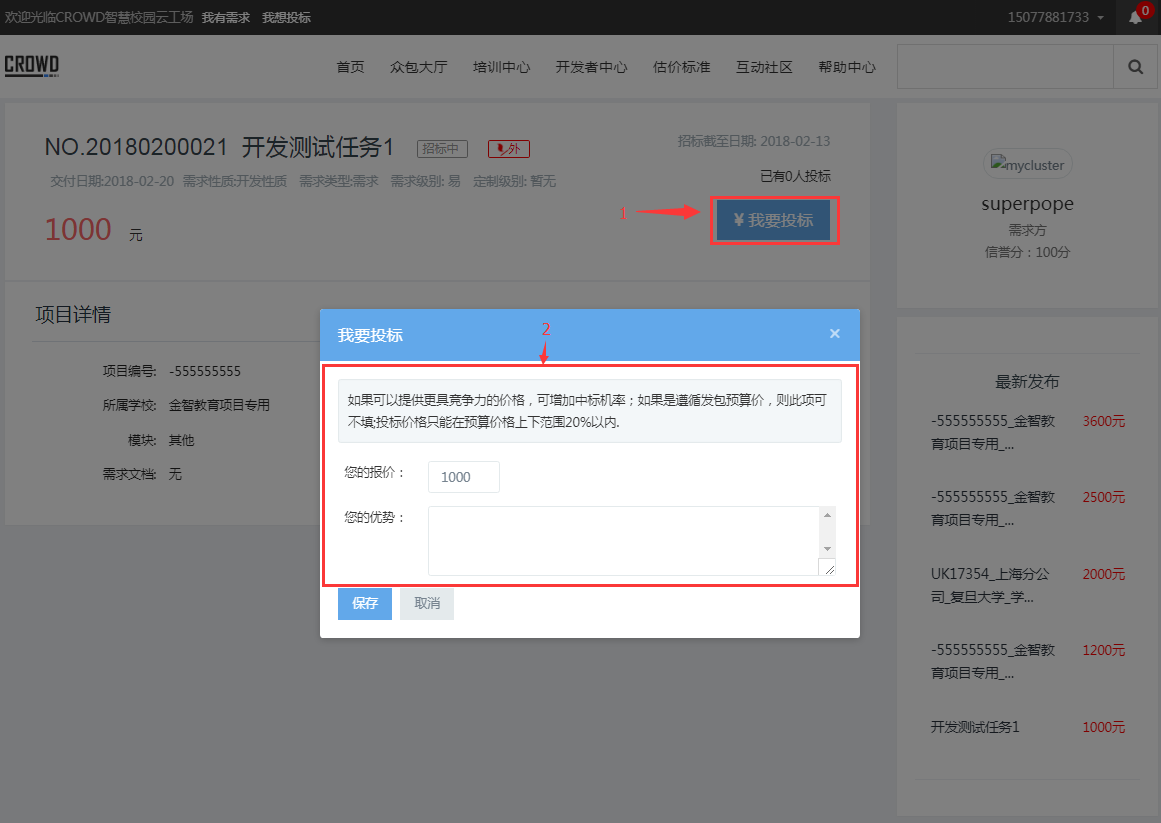 欢迎光临CROWD智慧校园云工场 我有需求 我想投标 15077881733 0
CROWD 首页 众包大厅 培训中心 开发者中心 估价标准 互动社区 帮助中心
NO.20180200021 开发测试任务1 招标中 外 招标截至日期: 2018-02-13
交付日期:2018-02-20 需求性质:开发性质 需求类型:需求 需求级别: 易 定制级别: 暂无
已有0人投标
1000 元
1
¥ 我要投标
mycluster
superpope
需求方
信誉分：100分
项目详情
项目编号: -555555555
所属学校: 金智教育项目专用
模块: 其他
需求文档: 无
我要投标 ×
2
如果可以提供更具竞争力的价格，可增加中标机率；如果是遵循发包预算价，则此项可
不填;投标价格只能在预算价格上下范围20%以内.
您的报价： 1000
您的优势：
保存 取消
最新发布
-555555555_金智教 3600元
育项目专用_...
-555555555_金智教 2500元
育项目专用_...
UK17354_上海分公 2000元
司_复旦大学_学...
-555555555_金智教 1200元
育项目专用_...
开发测试任务1 1000元